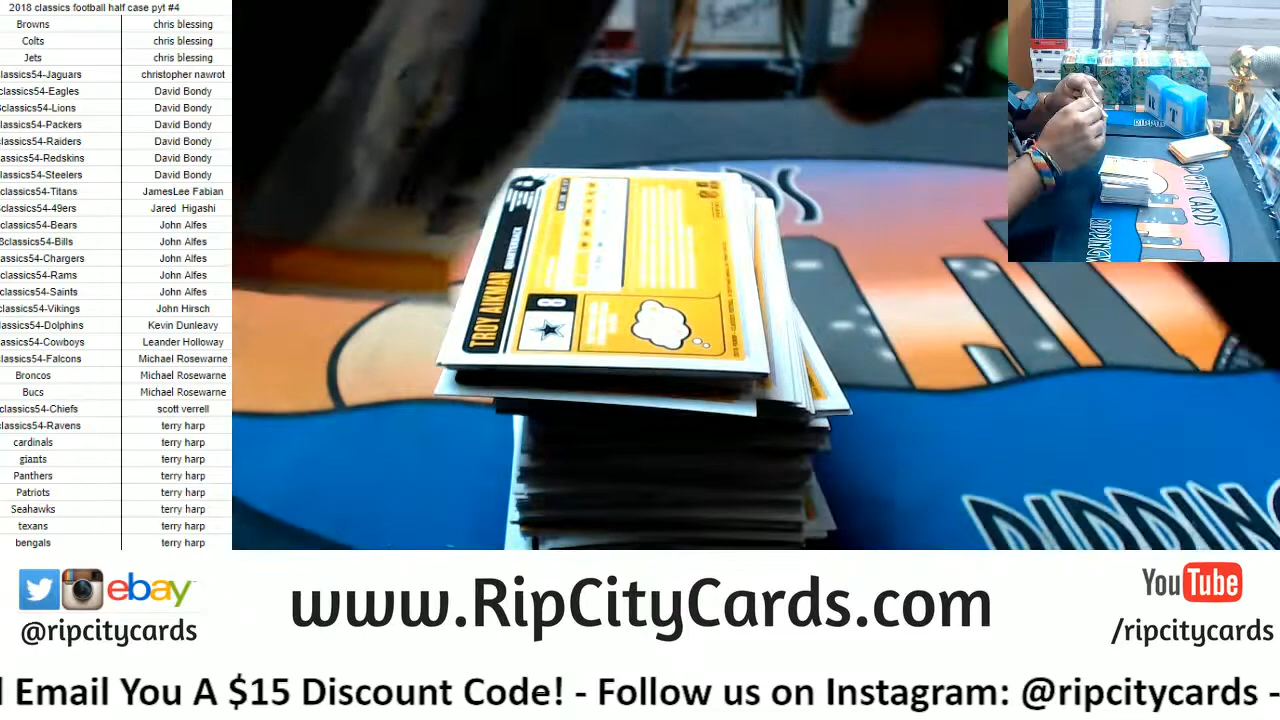 2018 classics football half case pyt #4
Browns chris blessing
Colts chris blessing
Jets chris blessing
lassics54-Jaguars christopher nawrot
classics54-Eagles David Bondy
classics54-Lions David Bondy
lassics54-Packers David Bondy
classics54-Raiders David Bondy
assics54-Redskins David Bondy
assics54-Steelers David Bondy
classics54-Titans JamesLee Fabian
classics54-49ers Jared Higashi
classics54-Bears John Alfes
classics54-Bills John Alfes
lassics54-Chargers John Alfes
classics54-Rams John Alfes
classics54-Saints John Alfes
lassics54-Vikings John Hirsch
assics54-Dolphins Kevin Dunleavy
assics54-Cowboys Leander Holloway
lassics54-Falcons Michael Rosewarne
Broncos Michael Rosewarne
Bucs Michael Rosewarne
classics54-Chiefs scott verrell
classics54-Ravens terry harp
cardinals terry harp
giants terry harp
Panthers terry harp
Patriots terry harp
Seahawks terry harp
texans terry harp
bengals terry harp
TROY AIKMAN
QUARTERBACK
8
R T
ebay
@ripcitycards
www.RipCityCards.com
YouTube
/ripcitycards
l Email You A $15 Discount Code! - Follow us on Instagram: @ripcitycards -